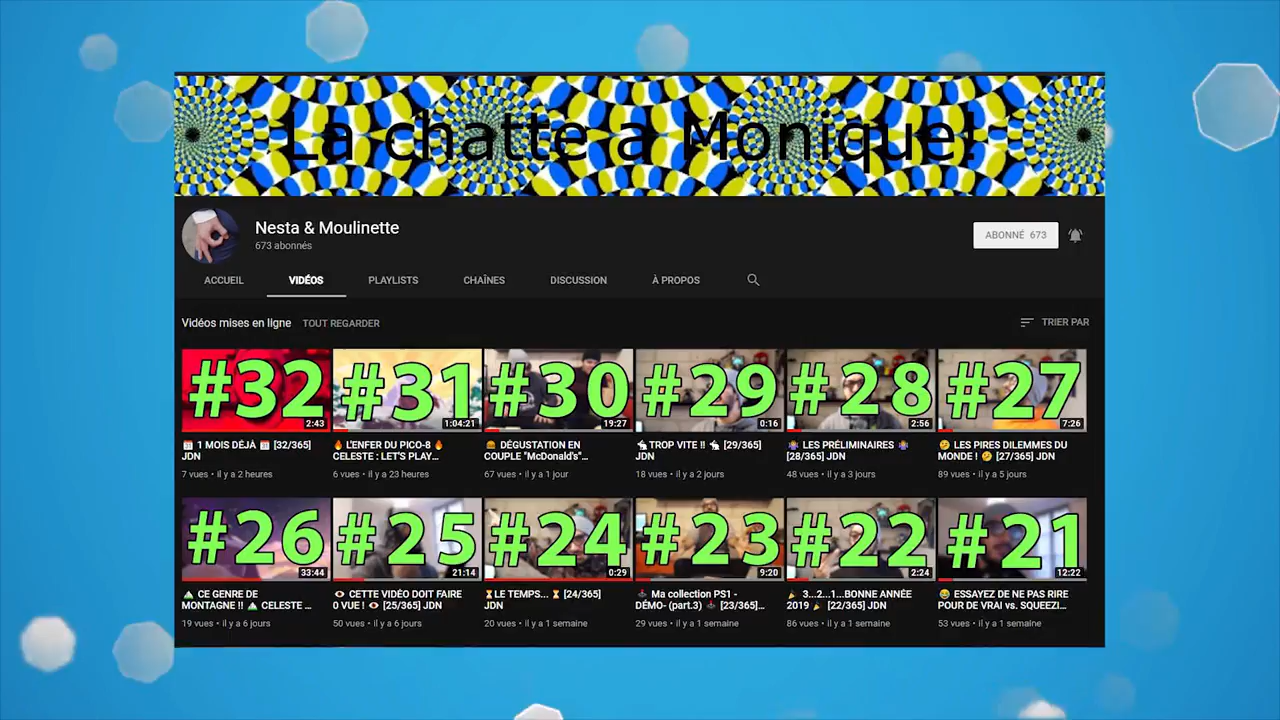 La chatte a Monique!
Nesta & Moulinette
673 abonnés
ABONNÉ 673
ACCUEIL VIDÉOS PLAYLISTS CHAÎNES DISCUSSION À PROPOS
Vidéos mises en ligne TOUT REGARDER TRIER PAR
#32 #31 #30 #29 #28 #27
2:43 1:04:21 19:27 0:16 2:56 7:26
📅 1 MOIS DÉJÀ 📅 [32/365] 🔥 L'ENFER DU PICO-8 🔥 🍔 DÉGUSTATION EN 🐇 TROP VITE !! 🐇 [29/365] 🤷 LES PRÉLIMINAIRES 🤷 🤔 LES PIRES DILEMMES DU
JDN CELESTE : LET'S PLAY... COUPLE "McDonald's"... JDN [28/365] JDN MONDE ! 🤔 [27/365] JDN
7 vues • il y a 2 heures 6 vues • il y a 23 heures 67 vues • il y a 1 jour 18 vues • il y a 2 jours 48 vues • il y a 3 jours 89 vues • il y a 5 jours
#26 #25 #24 #23 #22 #21
33:44 21:14 0:29 9:20 2:24 12:22
🏔 CE GENRE DE 👁 CETTE VIDÉO DOIT FAIRE ⏳LE TEMPS... ⏳ [24/365] 🕹 Ma collection PS1 - 🎉 3...2...1...BONNE ANNÉE 😂 ESSAYEZ DE NE PAS RIRE
MONTAGNE !! 🏔 CELESTE ... 0 VUE ! 👁 [25/365] JDN JDN DÉMO- (part.3) 🕹 [23/365]... 2019 🎉 [22/365] JDN POUR DE VRAI vs. SQUEEZI...
19 vues • il y a 6 jours 50 vues • il y a 6 jours 20 vues • il y a 1 semaine 29 vues • il y a 1 semaine 86 vues • il y a 1 semaine 53 vues • il y a 1 semaine